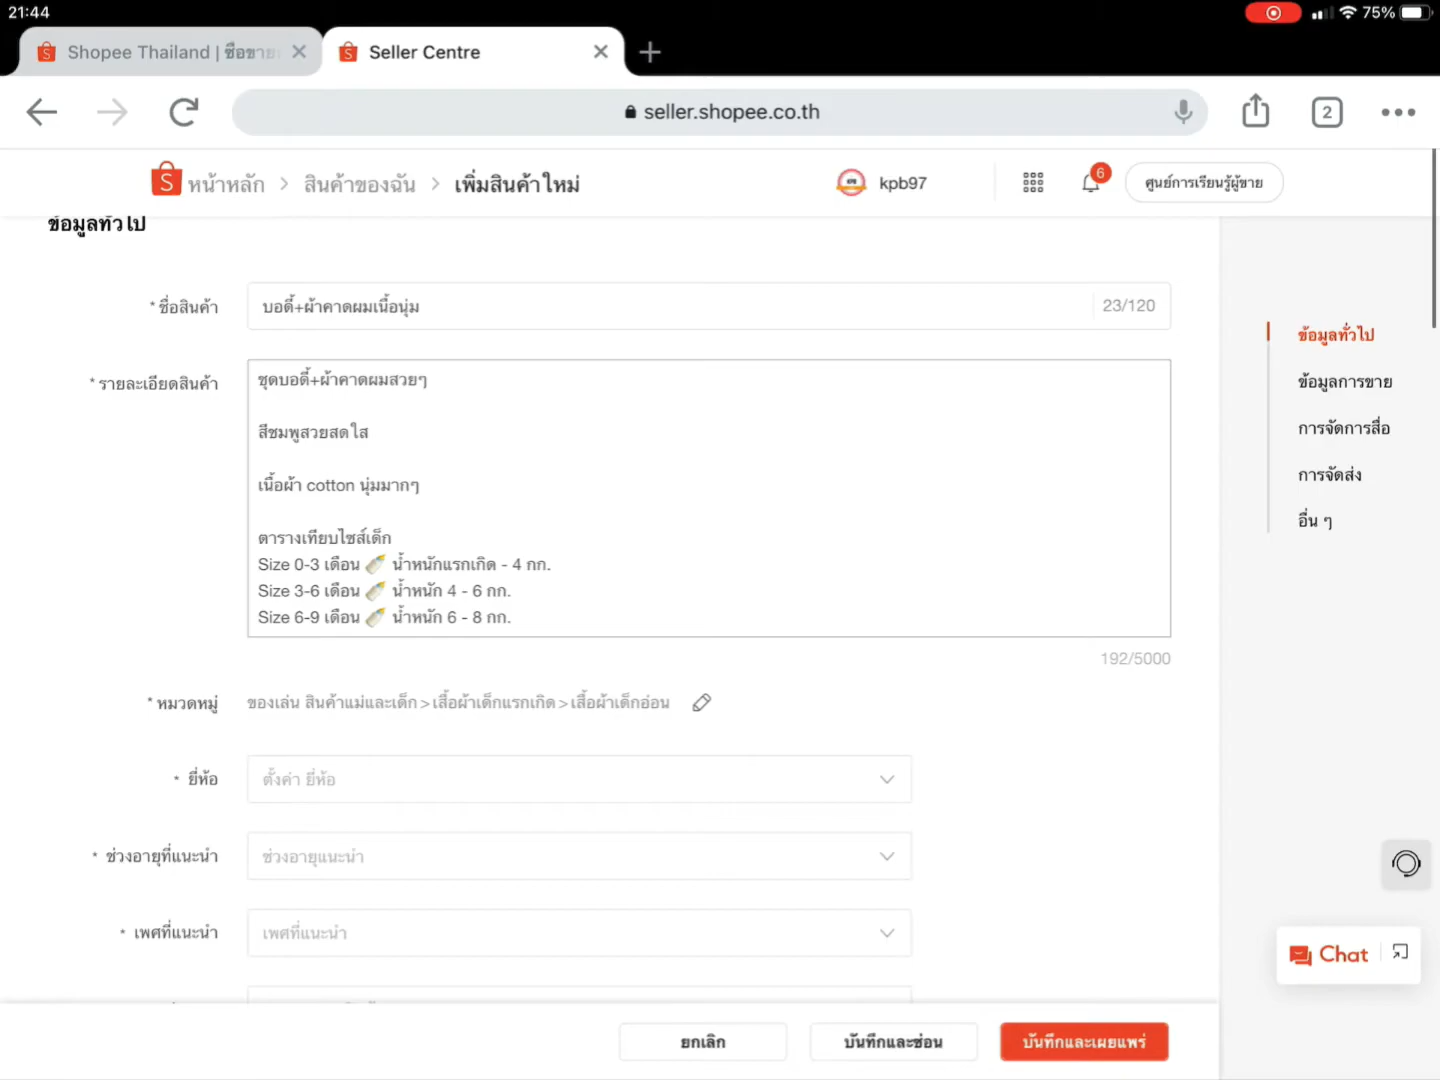 21:44
75%
Shopee Thailand | ซื้อขาย
Seller Centre
seller.shopee.co.th
2
หน้าหลัก > สินค้าของฉัน > เพิ่มสินค้าใหม่
kpb97
6
ศูนย์การเรียนรู้ผู้ขาย
ข้อมูลทั่วไป
* ชื่อสินค้า
บอดี้+ผ้าคาดผมเนื้อนุ่ม
23/120
* รายละเอียดสินค้า
ชุดบอดี้+ผ้าคาดผมสวยๆ
สีชมพูสวยสดใส
เนื้อผ้า cotton นุ่มมากๆ
ตารางเทียบไซส์เด็ก
Size 0-3 เดือน 🍼 น้ำหนักแรกเกิด - 4 กก.
Size 3-6 เดือน 🍼 น้ำหนัก 4 - 6 กก.
Size 6-9 เดือน 🍼 น้ำหนัก 6 - 8 กก.
192/5000
* หมวดหมู่
ของเล่น สินค้าแม่และเด็ก > เสื้อผ้าเด็กแรกเกิด > เสื้อผ้าเด็กอ่อน
* ยี่ห้อ
ตั้งค่า ยี่ห้อ
* ช่วงอายุที่แนะนำ
ช่วงอายุแนะนำ
* เพศที่แนะนำ
เพศที่แนะนำ
ข้อมูลทั่วไป
ข้อมูลการขาย
การจัดการสื่อ
การจัดส่ง
อื่น ๆ
Chat
ยกเลิก
บันทึกและซ่อน
บันทึกและเผยแพร่